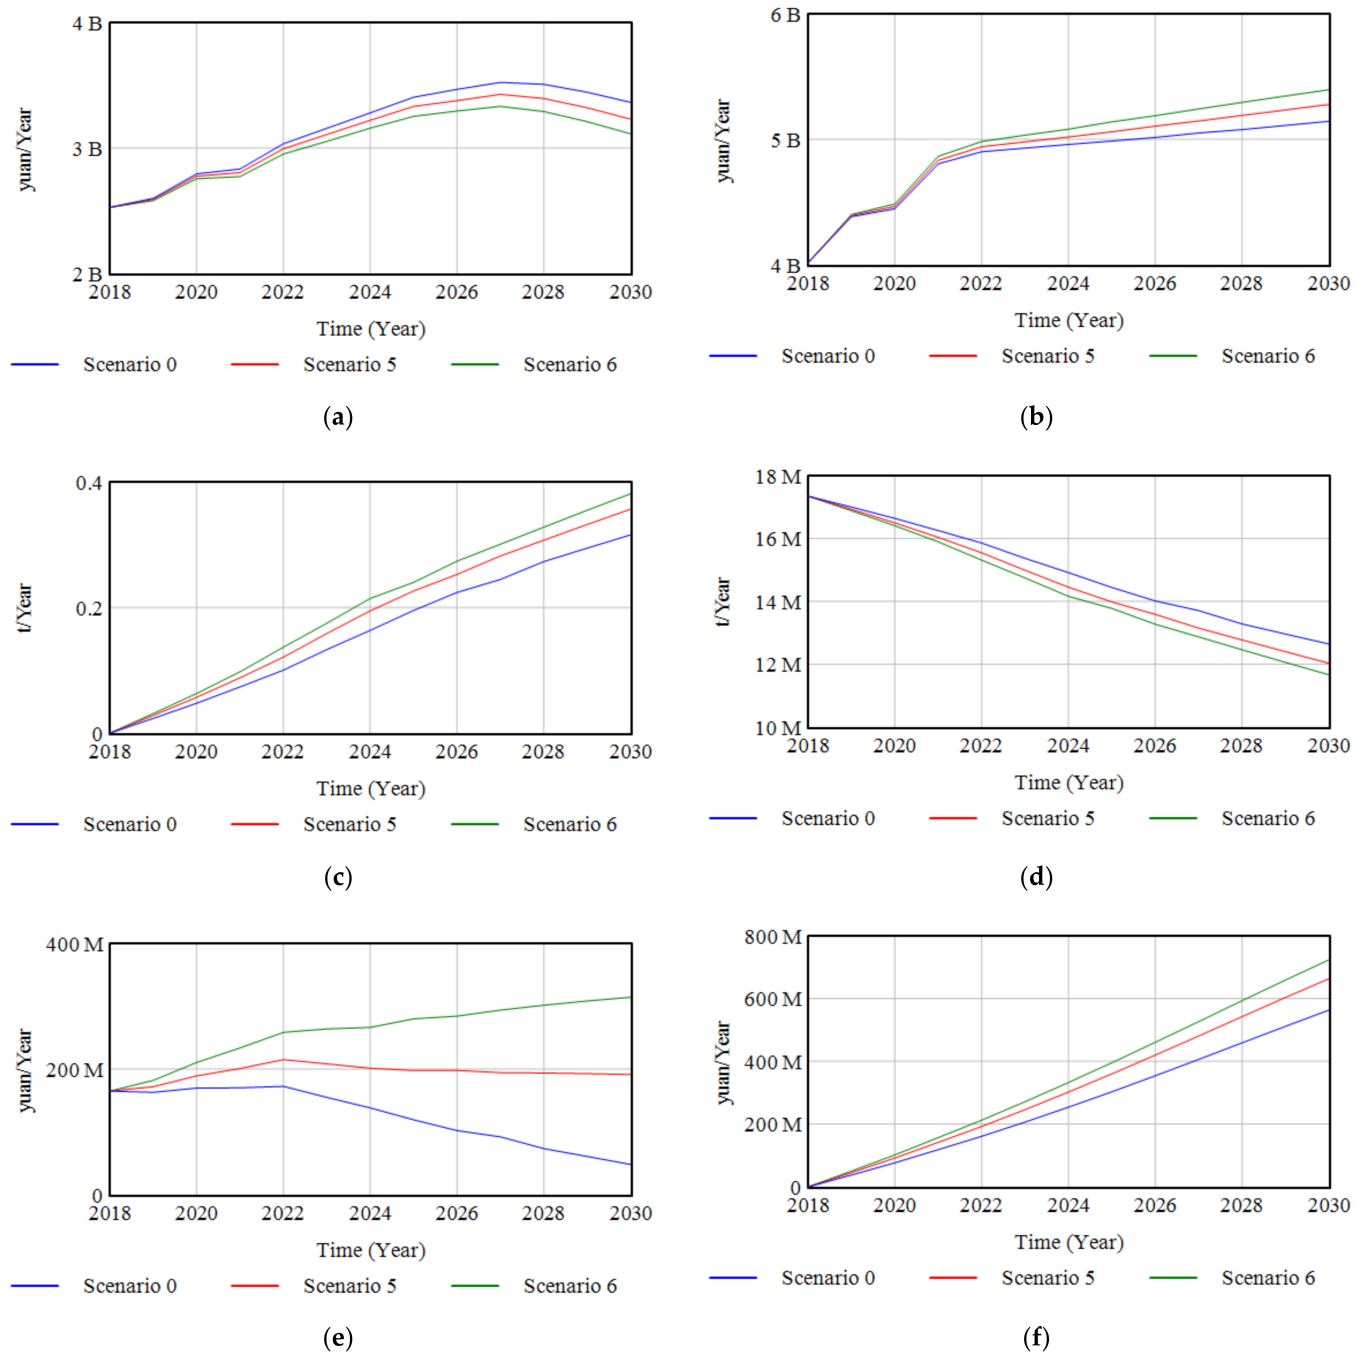 4 B
3 B
2 B
yuan/Year
2018 2020 2022 2024 2026 2028 2030
Time (Year)
Scenario 0 Scenario 5 Scenario 6
(a)
6 B
5 B
4 B
yuan/Year
2018 2020 2022 2024 2026 2028 2030
Time (Year)
Scenario 0 Scenario 5 Scenario 6
(b)
0.4
0.2
0
t/Year
2018 2020 2022 2024 2026 2028 2030
Time (Year)
Scenario 0 Scenario 5 Scenario 6
(c)
18 M
16 M
14 M
12 M
10 M
t/Year
2018 2020 2022 2024 2026 2028 2030
Time (Year)
Scenario 0 Scenario 5 Scenario 6
(d)
400 M
200 M
0
yuan/Year
2018 2020 2022 2024 2026 2028 2030
Time (Year)
Scenario 0 Scenario 5 Scenario 6
(e)
800 M
600 M
400 M
200 M
0
yuan/Year
2018 2020 2022 2024 2026 2028 2030
Time (Year)
Scenario 0 Scenario 5 Scenario 6
(f)